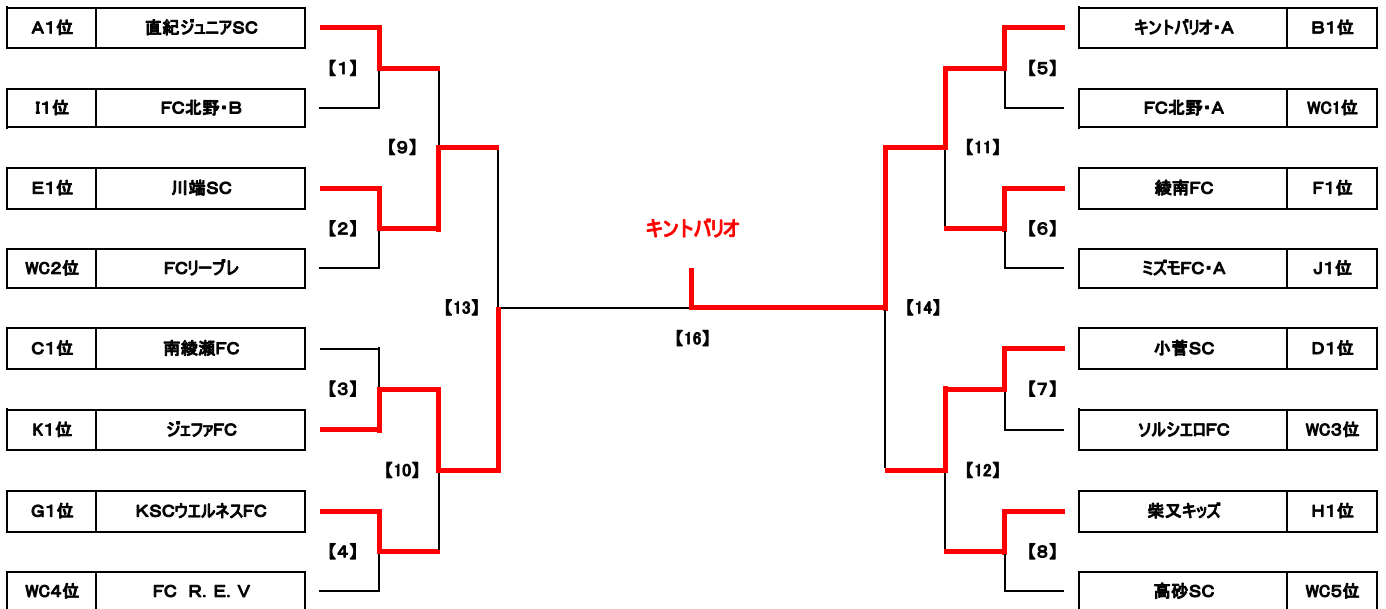 A1位 直紀ジュニアSC
キントバリオ・A B1位
【1】
【5】
I1位 FC北野・B
FC北野・A WC1位
【9】
【11】
E1位 川端SC
綾南FC F1位
【2】
キントバリオ
【6】
WC2位 FCリーブレ
ミズモFC・A J1位
【13】
【14】
【16】
C1位 南綾瀬FC
小菅SC D1位
【3】
【7】
K1位 ジェファFC
ソルシエロFC WC3位
【10】
【12】
G1位 KSCウエルネスFC
柴又キッズ H1位
【4】
【8】
WC4位 FC R.E.V
高砂SC WC5位